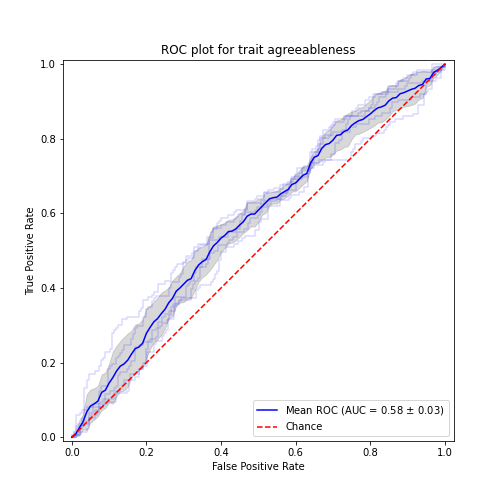 ROC plot for trait agreeableness
1.0
0.8
0.6
0.4
0.2
0.0
True Positive Rate
Mean ROC (AUC = 0.58 ± 0.03)
Chance
0.0 0.2 0.4 0.6 0.8 1.0
False Positive Rate